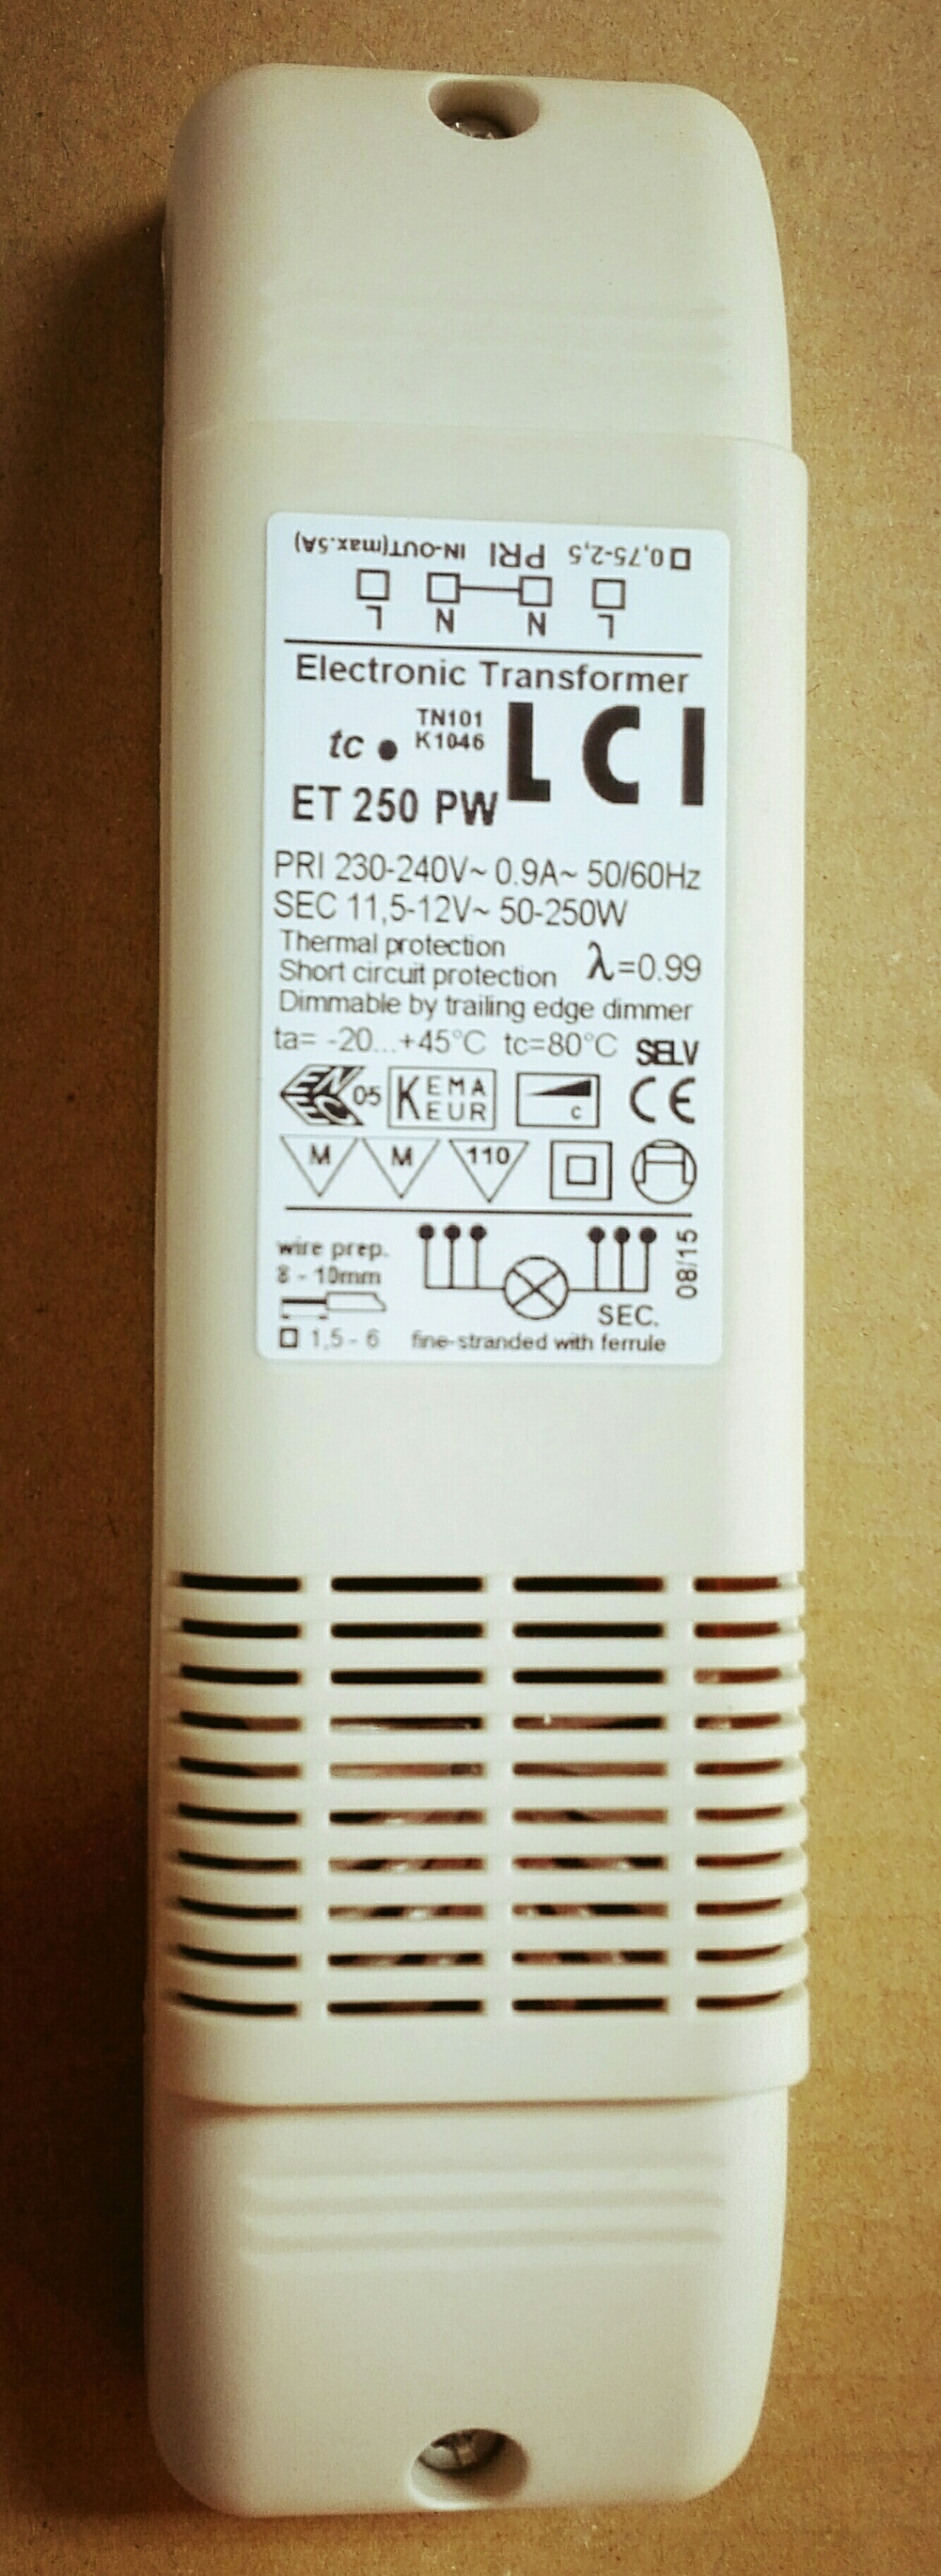 □ 0,75-2,5 PRI IN-OUT(max.5A)
L N N L
Electronic Transformer
tc TN101
K1046
LCI
ET 250 PW
PRI 230-240V~ 0.9A~ 50/60Hz
SEC 11,5-12V~ 50-250W
Thermal protection
Short circuit protection λ=0.99
Dimmable by trailing edge dimmer
ta= -20...+45°C tc=80°C SELV
ENEC 05 KEMA EUR c CE
M M 110
wire prep.
8 - 10mm
08/15
SEC.
□ 1,5 - 6 fine-stranded with ferrule